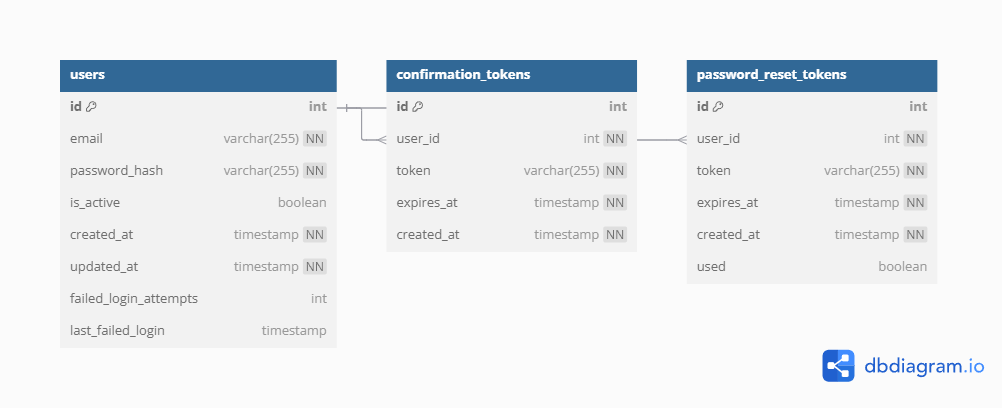 users
id int
email varchar(255) NN
password_hash varchar(255) NN
is_active boolean
created_at timestamp NN
updated_at timestamp NN
failed_login_attempts int
last_failed_login timestamp
confirmation_tokens
id int
user_id int NN
token varchar(255) NN
expires_at timestamp NN
created_at timestamp NN
password_reset_tokens
id int
user_id int NN
token varchar(255) NN
expires_at timestamp NN
created_at timestamp NN
used boolean
dbdiagram.io